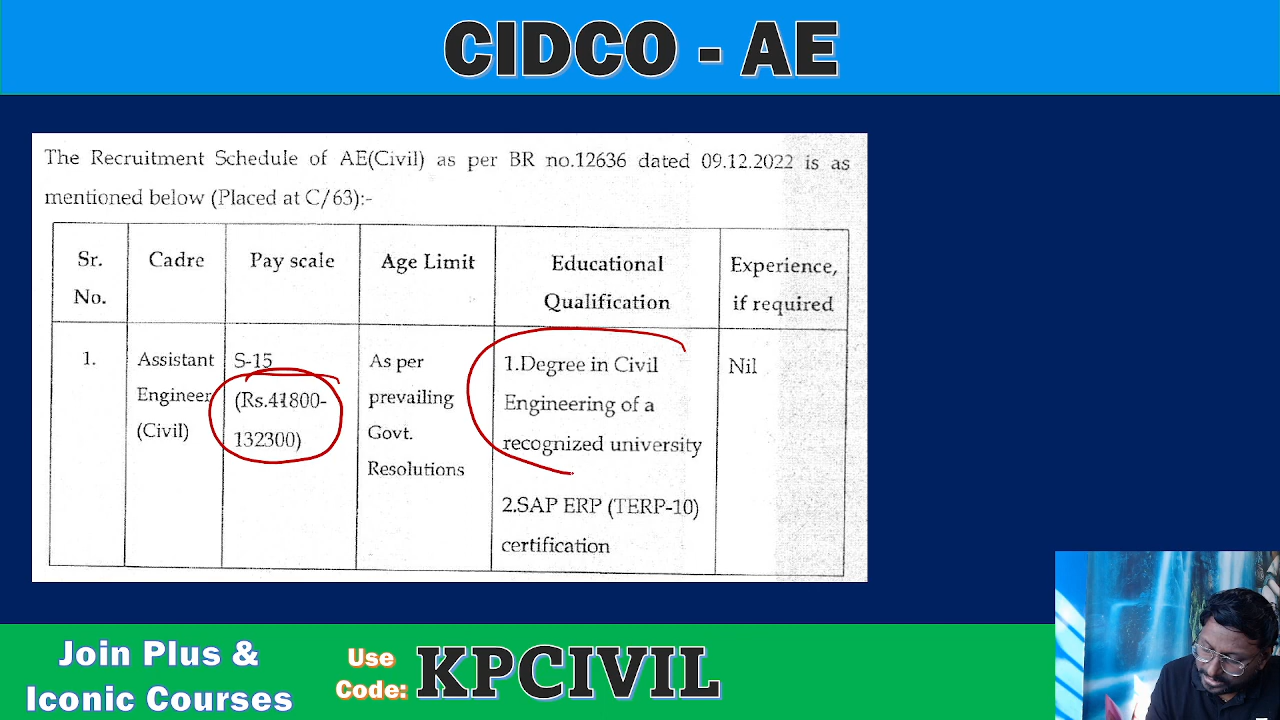 CIDCO - AE
The Recruitment Schedule of AE(Civil) as per BR no.12636 dated 09.12.2022 is as
mentioned below (Placed at C/63):-
Sr. No.
Cadre
Pay scale
Age Limit
Educational Qualification
Experience, if required
1.
Assistant
Engineer
(Civil)
S-15
(Rs.41800-
132300)
As per
prevailing
Govt.
Resolutions
1.Degree in Civil
Engineering of a
recognized university
2.SAP ERP (TERP-10)
certification
Nil
Join Plus &
Iconic Courses
Use
Code:
KPCIVIL